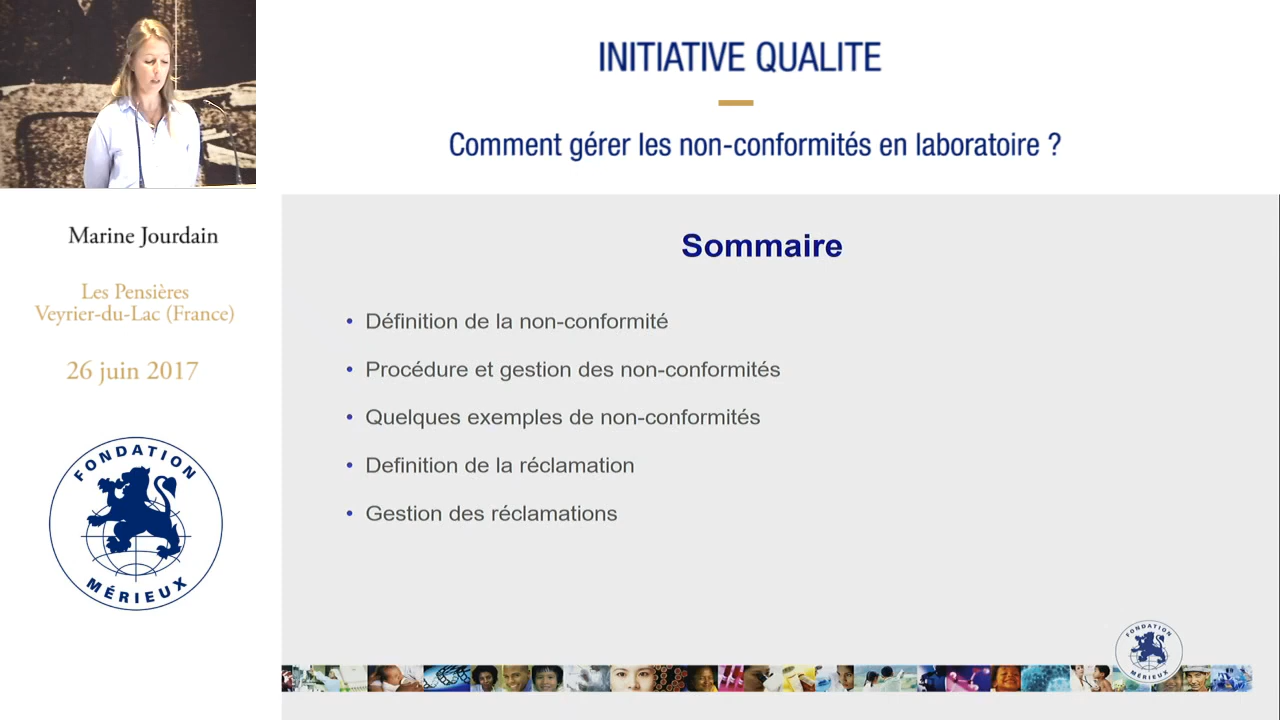 INITIATIVE QUALITE
Comment gérer les non-conformités en laboratoire ?
Marine Jourdain
Les Pensières
Veyrier-du-Lac (France)
26 juin 2017
FONDATION
MÉRIEUX
Sommaire
• Définition de la non-conformité
• Procédure et gestion des non-conformités
• Quelques exemples de non-conformités
• Definition de la réclamation
• Gestion des réclamations
FONDATION
MÉRIEUX